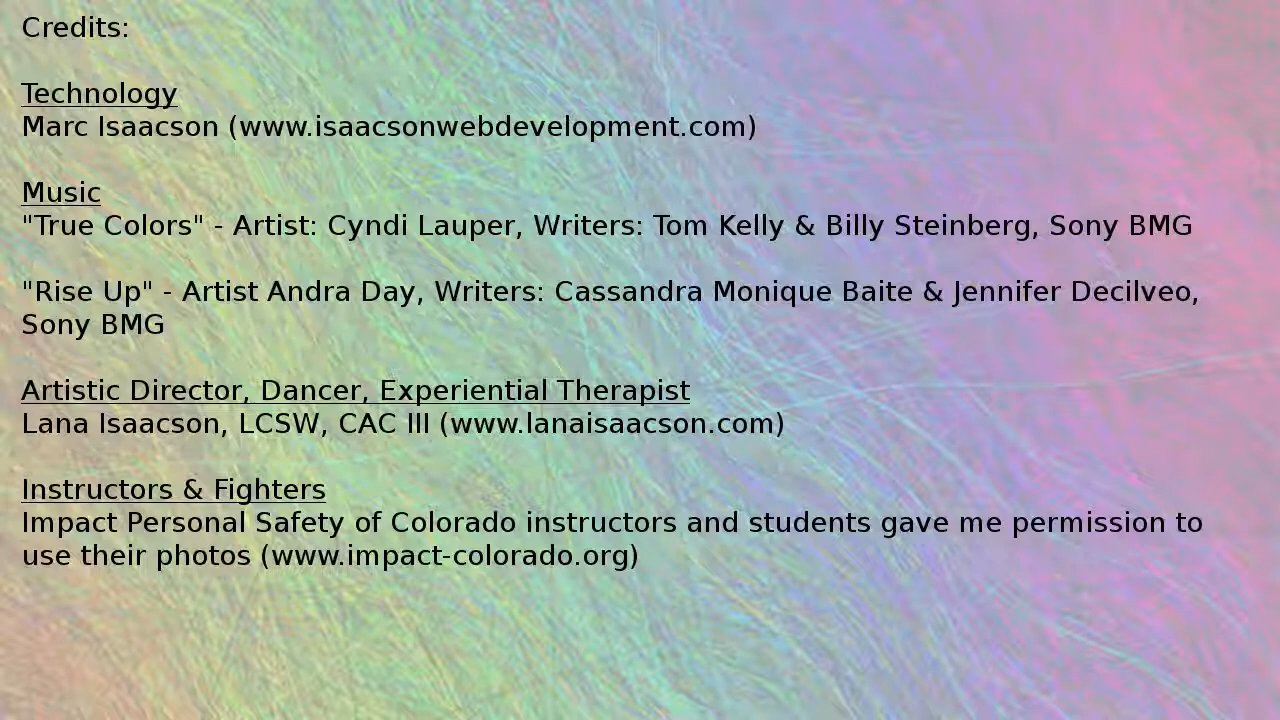 Credits:
Technology
Marc Isaacson (www.isaacsonwebdevelopment.com)
Music
"True Colors" - Artist: Cyndi Lauper, Writers: Tom Kelly & Billy Steinberg, Sony BMG
"Rise Up" - Artist Andra Day, Writers: Cassandra Monique Baite & Jennifer Decilveo,
Sony BMG
Artistic Director, Dancer, Experiential Therapist
Lana Isaacson, LCSW, CAC III (www.lanaisaacson.com)
Instructors & Fighters
Impact Personal Safety of Colorado instructors and students gave me permission to
use their photos (www.impact-colorado.org)